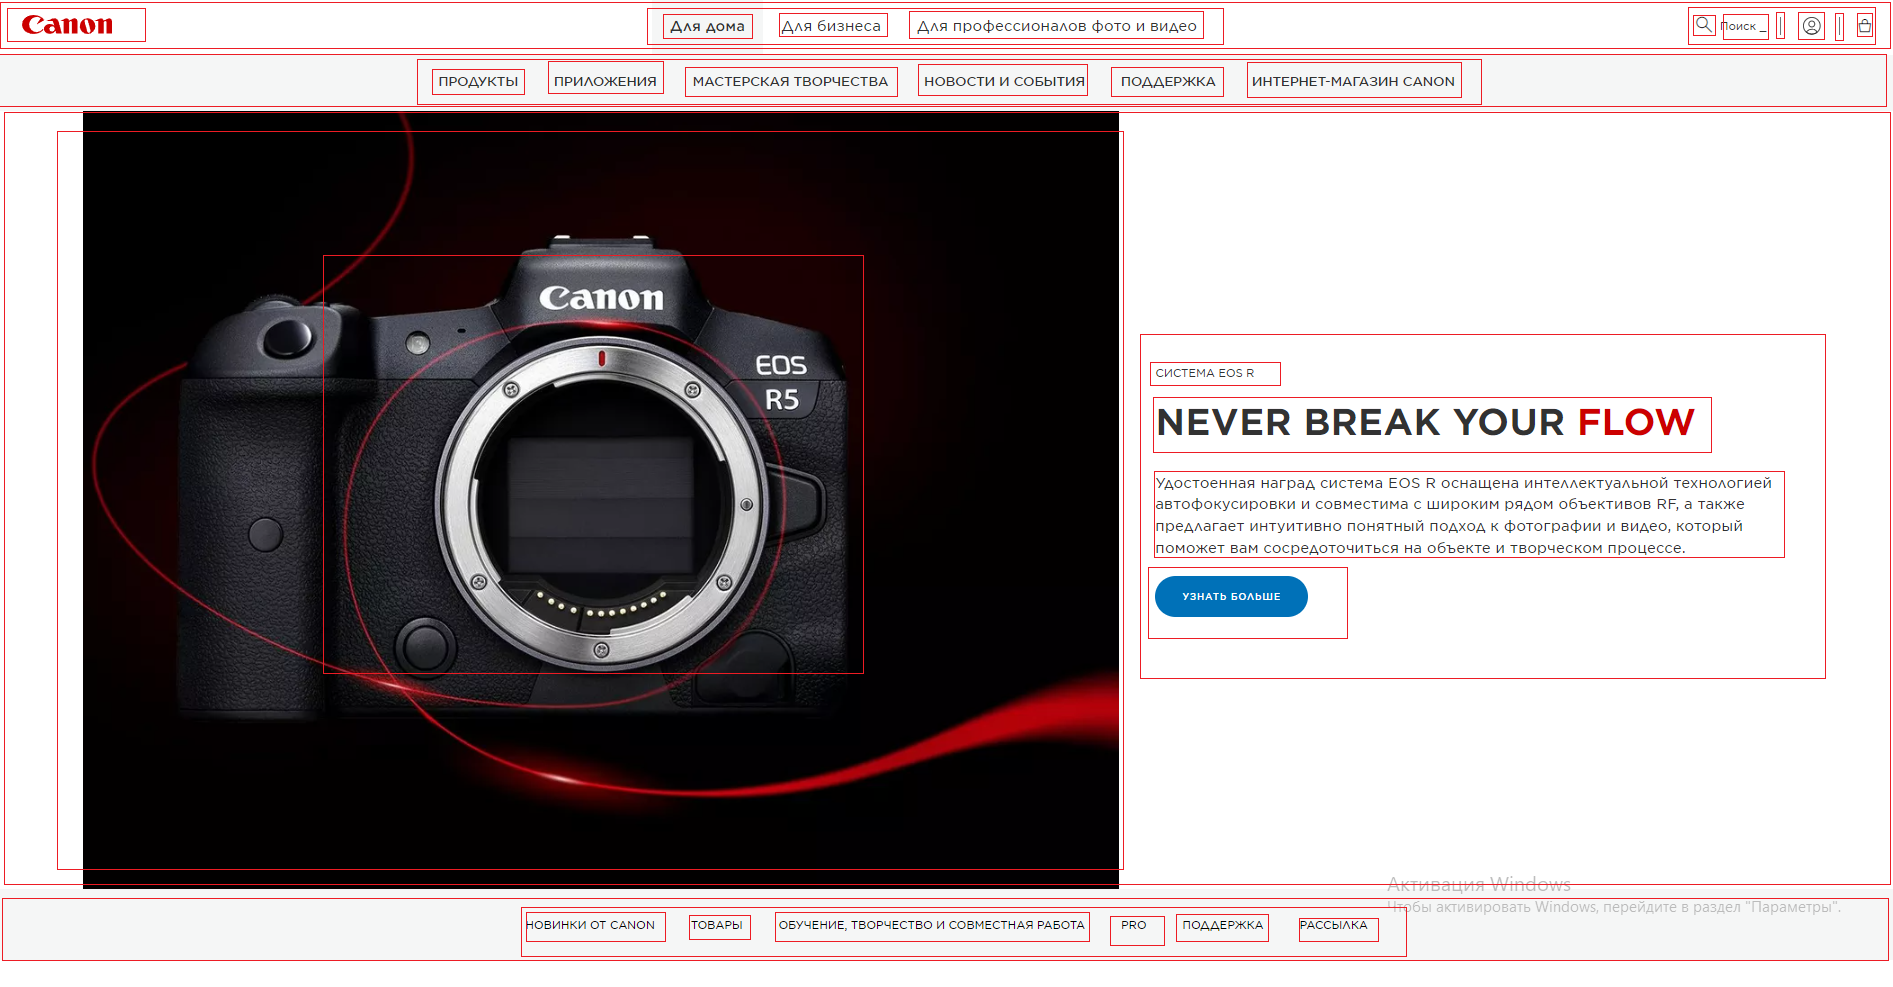 Canon
Для дома
Для бизнеса
Для профессионалов фото и видео
Поиск _
ПРОДУКТЫ
ПРИЛОЖЕНИЯ
МАСТЕРСКАЯ ТВОРЧЕСТВА
НОВОСТИ И СОБЫТИЯ
ПОДДЕРЖКА
ИНТЕРНЕТ-МАГАЗИН CANON
Canon
EOS
R5
СИСТЕМА EOS R
NEVER BREAK YOUR FLOW
Удостоенная наград система EOS R оснащена интеллектуальной технологией
автофокусировки и совместима с широким рядом объективов RF, а также
предлагает интуитивно понятный подход к фотографии и видео, который
поможет вам сосредоточиться на объекте и творческом процессе.
УЗНАТЬ БОЛЬШЕ
Активация Windows
Чтобы активировать Windows, перейдите в раздел "Параметры".
НОВИНКИ ОТ CANON
ТОВАРЫ
ОБУЧЕНИЕ, ТВОРЧЕСТВО И СОВМЕСТНАЯ РАБОТА
PRO
ПОДДЕРЖКА
РАССЫЛКА